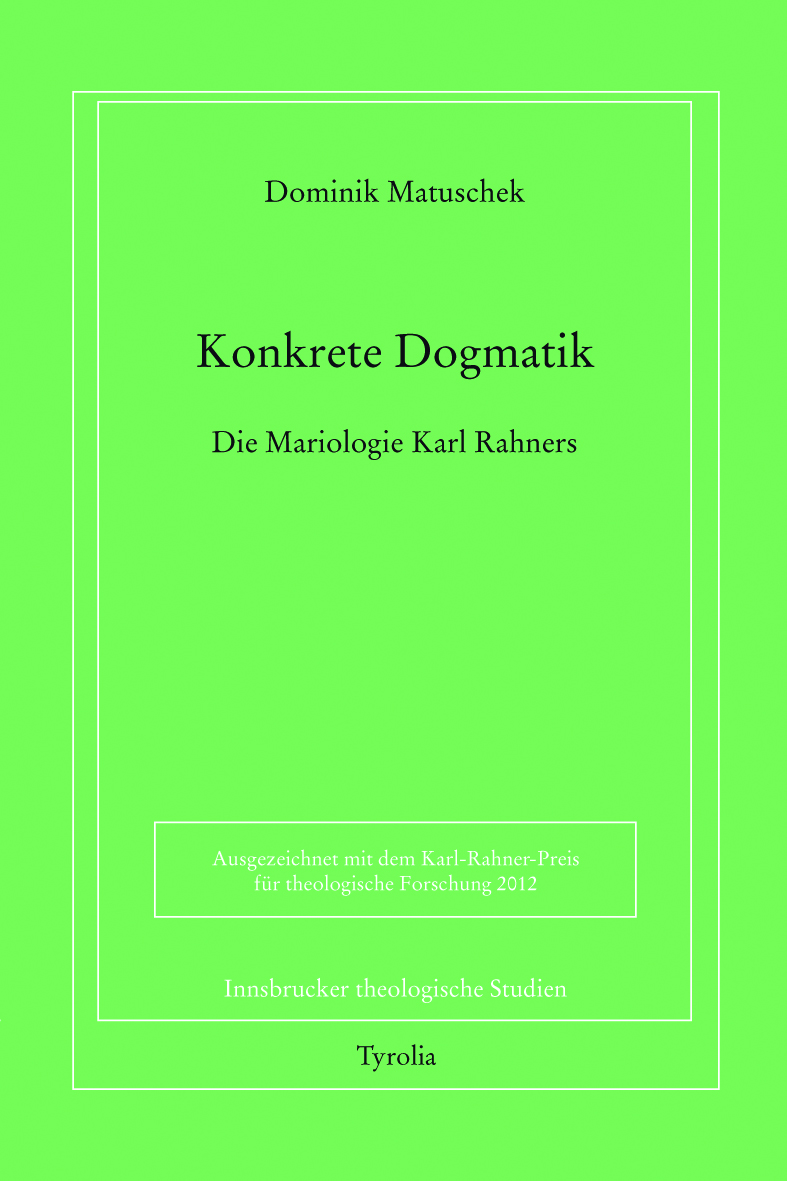 Dominik Matuschek
Konkrete Dogmatik
Die Mariologie Karl Rahners
Ausgezeichnet mit dem Karl-Rahner-Preis
für theologische Forschung 2012
Innsbrucker theologische Studien
Tyrolia